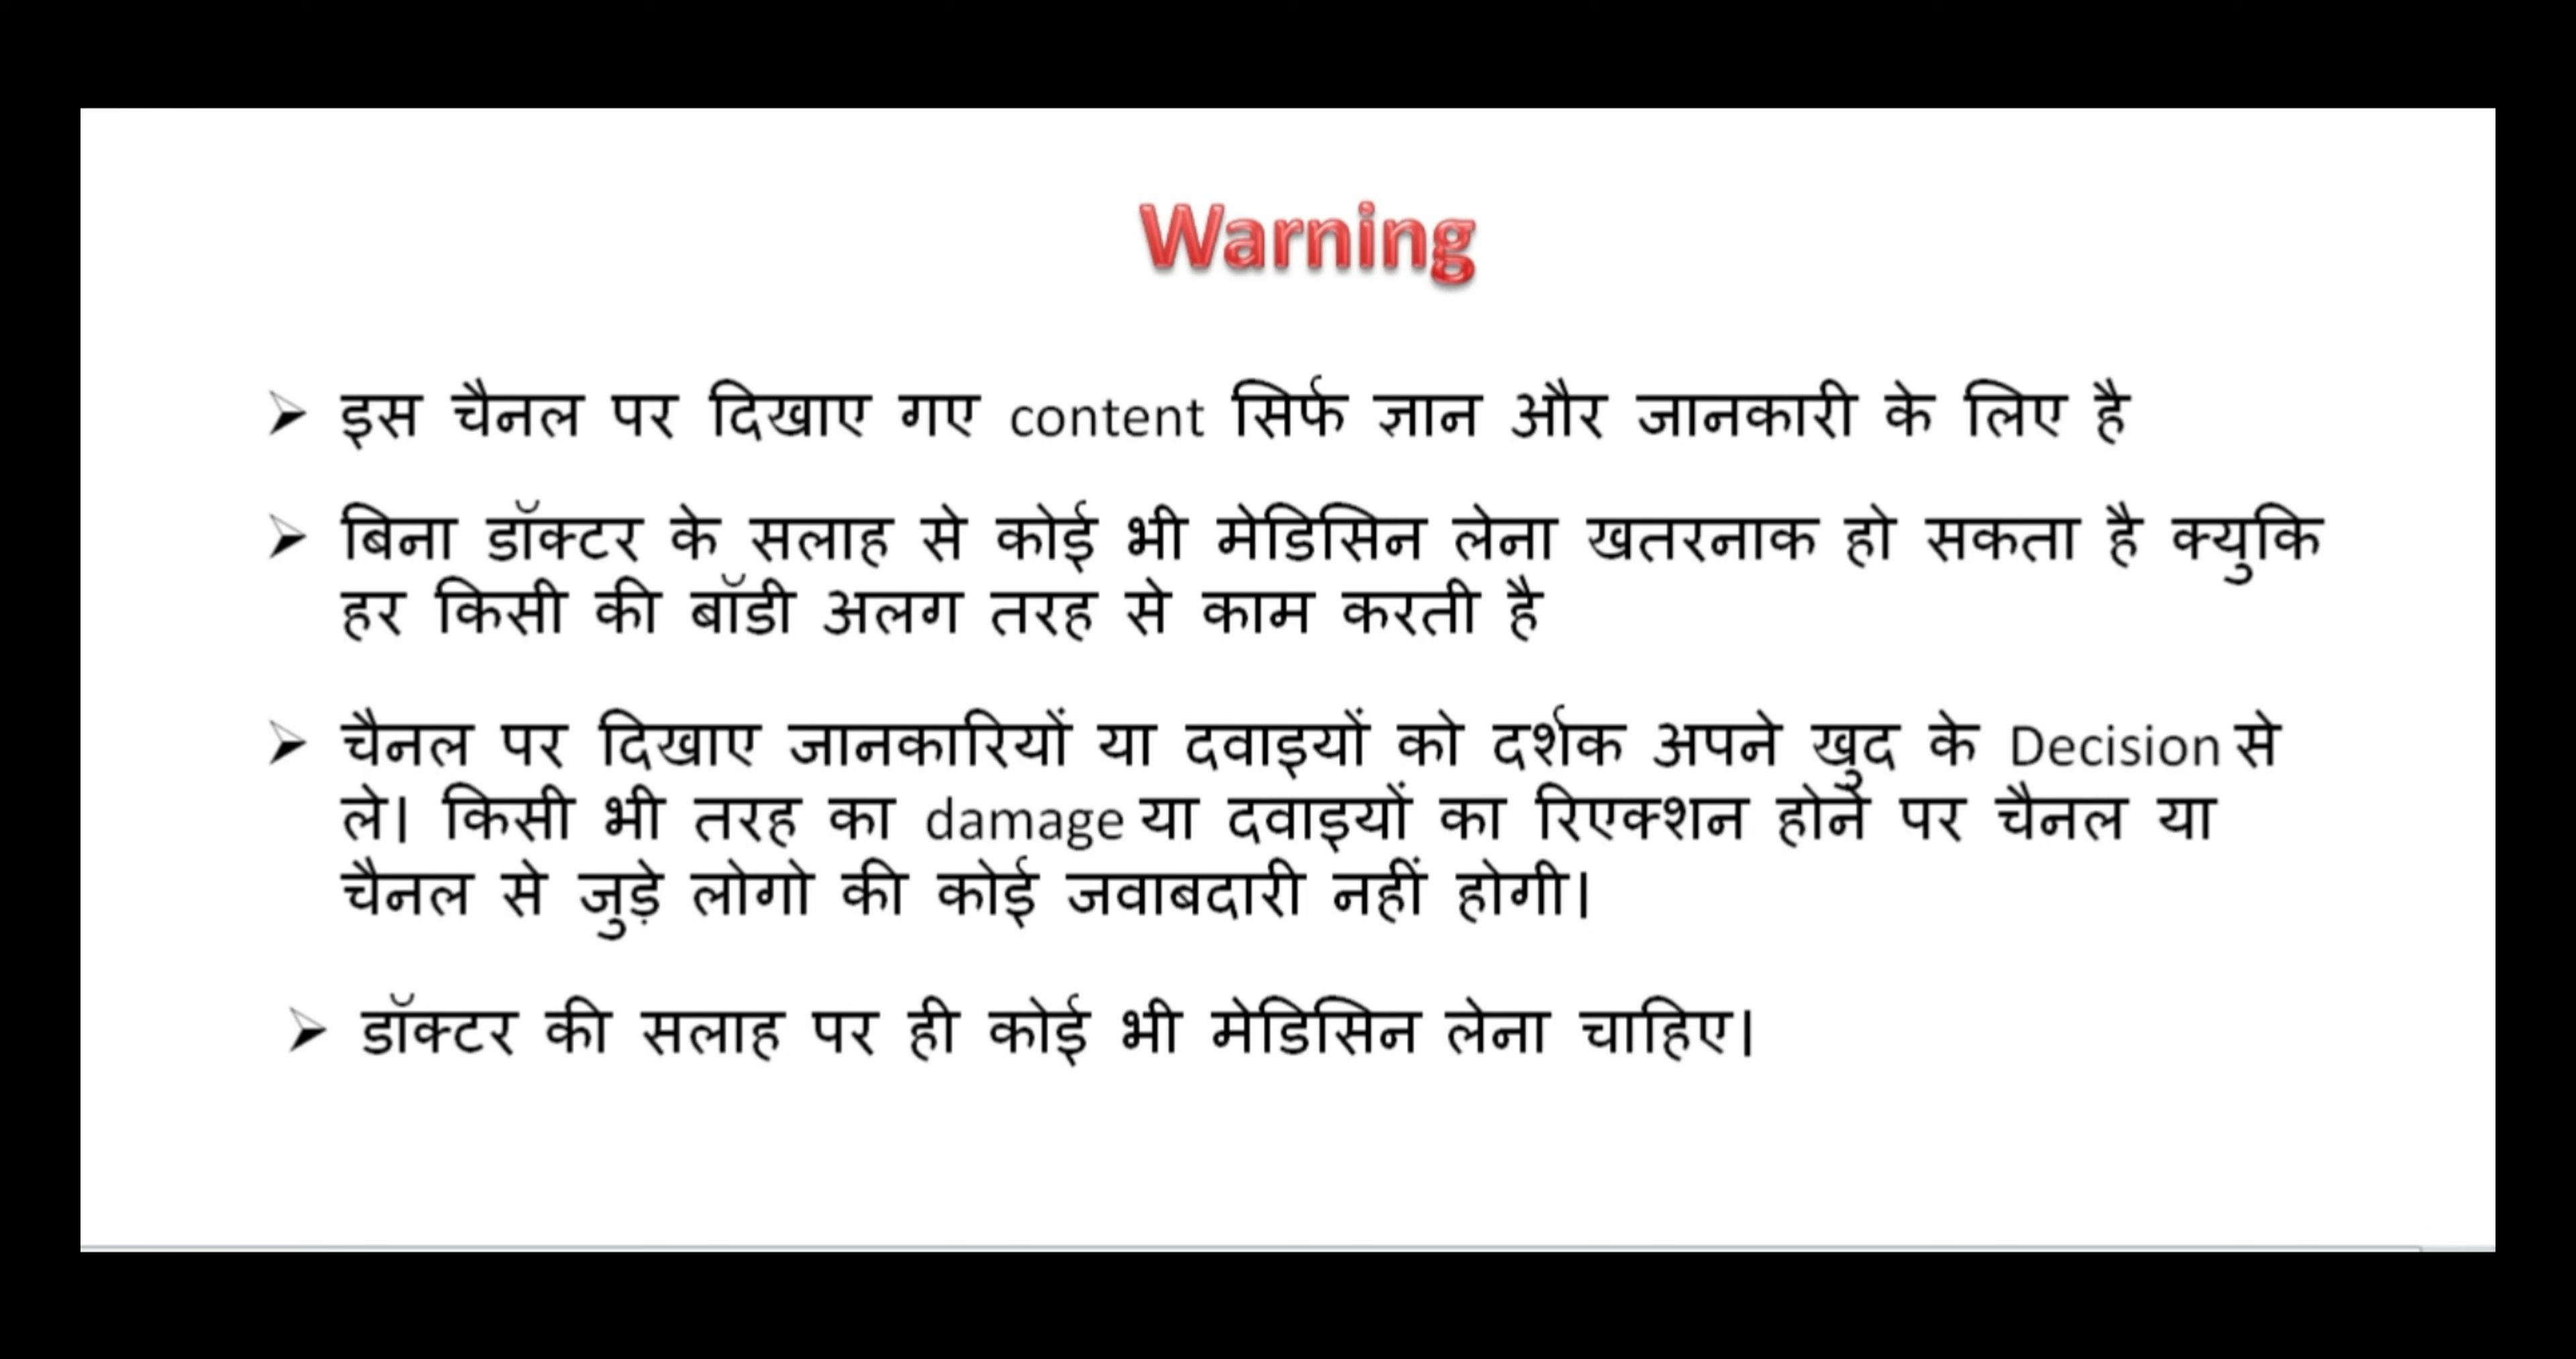 Warning
➢ इस चैनल पर दिखाए गए content सिर्फ ज्ञान और जानकारी के लिए है
➢ बिना डॉक्टर के सलाह से कोई भी मेडिसिन लेना खतरनाक हो सकता है क्युकि
हर किसी की बॉडी अलग तरह से काम करती है
➢ चैनल पर दिखाए जानकारियों या दवाइयों को दर्शक अपने खुद के Decision से
ले। किसी भी तरह का damage या दवाइयों का रिएक्शन होने पर चैनल या
चैनल से जुड़े लोगो की कोई जवाबदारी नहीं होगी।
➢ डॉक्टर की सलाह पर ही कोई भी मेडिसिन लेना चाहिए।